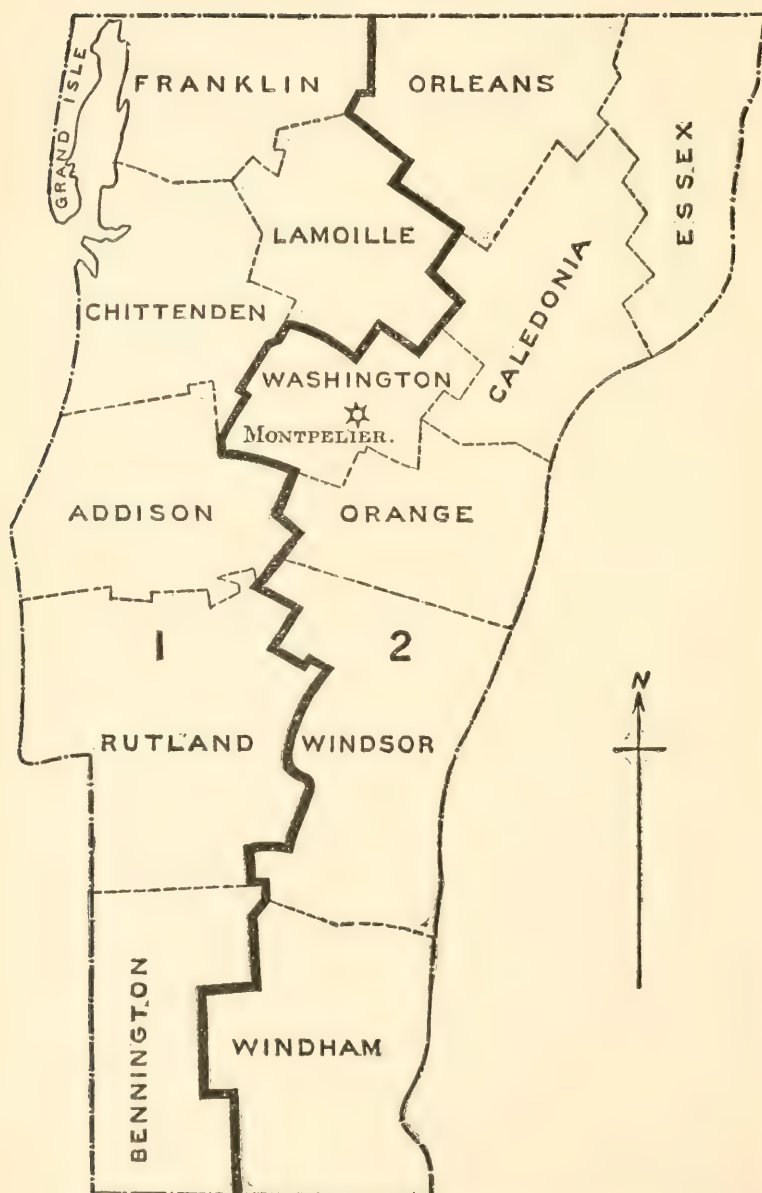 FRANKLIN
ORLEANS
GRAND ISLE
ESSEX
LAMOILLE
CHITTENDEN
CALEDONIA
WASHINGTON
MONTPELIER.
ADDISON
ORANGE
1
2
N
RUTLAND
WINDSOR
BENNINGTON
WINDHAM